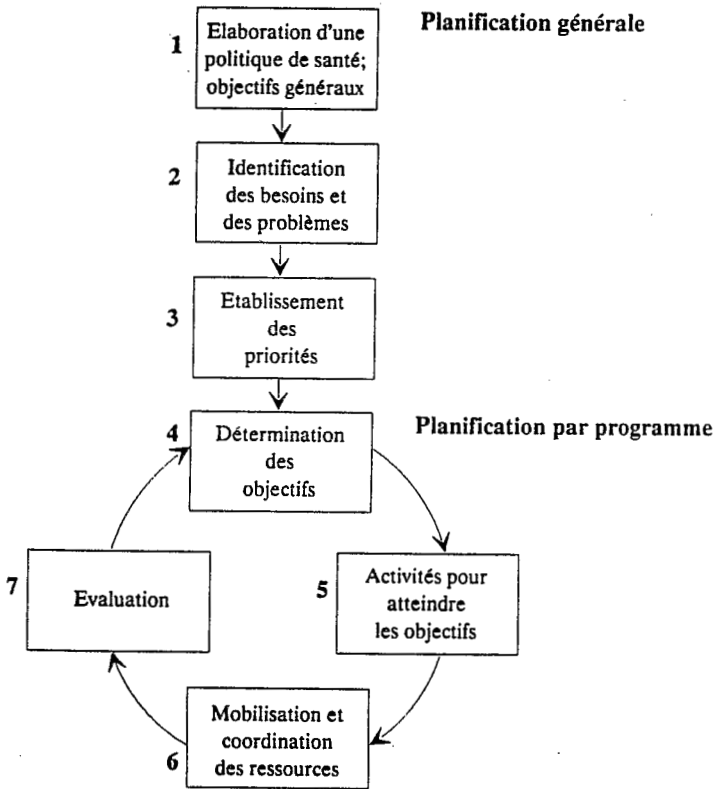 Planification générale
1
Elaboration d'une
politique de santé;
objectifs généraux
2
Identification
des besoins et
des problèmes
3
Etablissement
des
priorités
Planification par programme
4
Détermination
des
objectifs
5
Activités pour
atteindre
les objectifs
6
Mobilisation et
coordination
des ressources
7
Evaluation